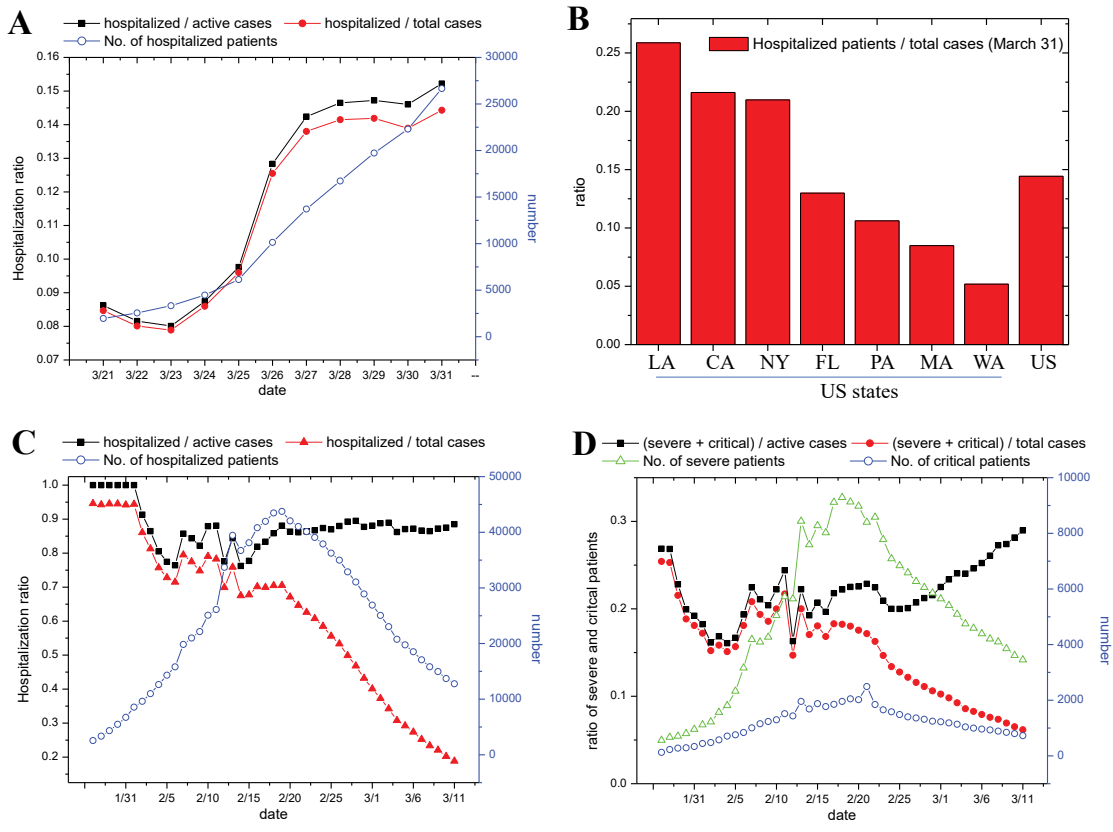 A
hospitalized / active cases
hospitalized / total cases
No. of hospitalized patients
0.16
0.15
0.14
0.13
0.12
0.11
0.10
0.09
0.08
0.07
Hospitalization ratio
30000
25000
20000
15000
10000
5000
0
number
3/21 3/22 3/23 3/24 3/25 3/26 3/27 3/28 3/29 3/30 3/31 --
date
B
Hospitalized patients / total cases (March 31)
0.25
0.20
0.15
0.10
0.05
0.00
ratio
LA CA NY FL PA MA WA US
US states
C
hospitalized / active cases
hospitalized / total cases
No. of hospitalized patients
1.0
0.9
0.8
0.7
0.6
0.5
0.4
0.3
0.2
Hospitalization ratio
50000
40000
30000
20000
10000
0
number
1/31 2/5 2/10 2/15 2/20 2/25 3/1 3/6 3/11
date
D
(severe + critical) / active cases
(severe + critical) / total cases
No. of severe patients
No. of critical patients
0.3
0.2
0.1
0.0
ratio of severe and critcal patients
10000
8000
6000
4000
2000
0
number
1/31 2/5 2/10 2/15 2/20 2/25 3/1 3/6 3/11
date